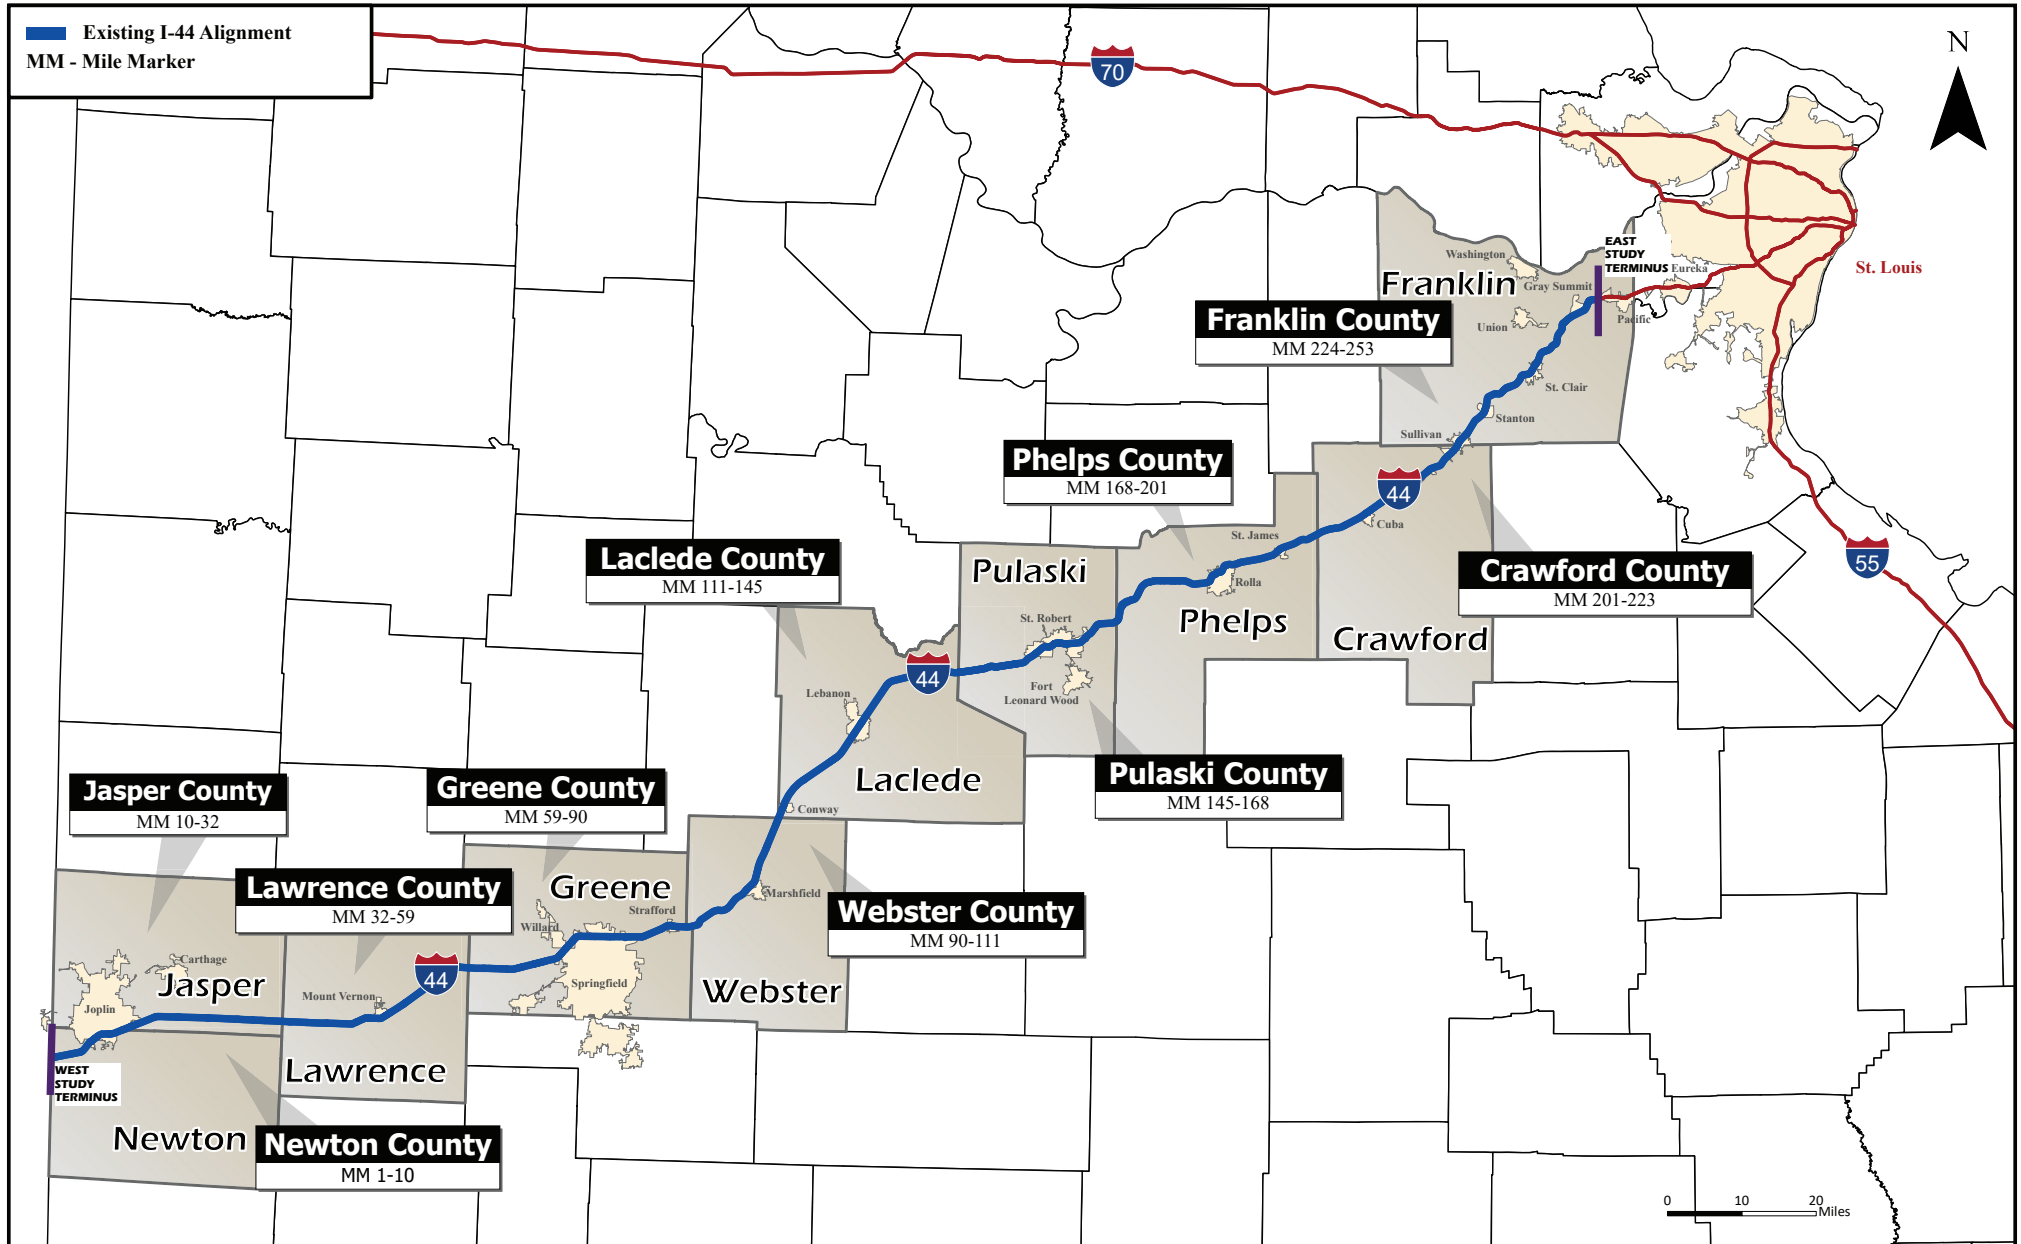 Existing I-44 Alignment
MM - Mile Marker
70
N
EAST
STUDY
TERMINUS
Eureka
St. Louis
Washington
Franklin
Gray Summit
Pacific
Union
Franklin County
MM 224-253
St. Clair
Stanton
Sullivan
Phelps County
MM 168-201
44
Cuba
St. James
Rolla
Phelps
Crawford
Crawford County
MM 201-223
55
Laclede County
MM 111-145
Pulaski
St. Robert
Fort
Leonard Wood
44
Lebanon
Laclede
Conway
Pulaski County
MM 145-168
Jasper County
MM 10-32
Greene County
MM 59-90
Lawrence County
MM 32-59
Greene
Strafford
Willard
Springfield
Marshfield
Webster County
MM 90-111
Webster
Carthage
Jasper
Joplin
Mount Vernon
44
WEST
STUDY
TERMINUS
Lawrence
Newton
Newton County
MM 1-10
0 10 20
Miles